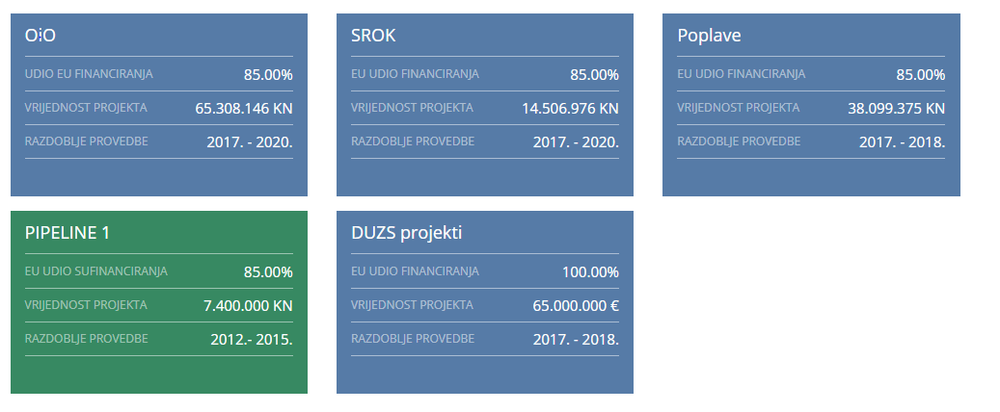 OiO
UDIO EU FINANCIRANJA 85.00%
VRIJEDNOST PROJEKTA 65.308.146 KN
RAZDOBLJE PROVEDBE 2017. - 2020.
SROK
EU UDIO FINANCIRANJA 85.00%
VRIJEDNOST PROJEKTA 14.506.976 KN
RAZDOBLJE PROVEDBE 2017. - 2020.
Poplave
EU UDIO FINANCIRANJA 85.00%
VRIJEDNOST PROJEKTA 38.099.375 KN
RAZDOBLJE PROVEDBE 2017. - 2018.
PIPELINE 1
EU UDIO SUFINANCIRANJA 85.00%
VRIJEDNOST PROJEKTA 7.400.000 KN
RAZDOBLJE PROVEDBE 2012.- 2015.
DUZS projekti
EU UDIO FINANCIRANJA 100.00%
VRIJEDNOST PROJEKTA 65.000.000 €
RAZDOBLJE PROVEDBE 2017. - 2018.